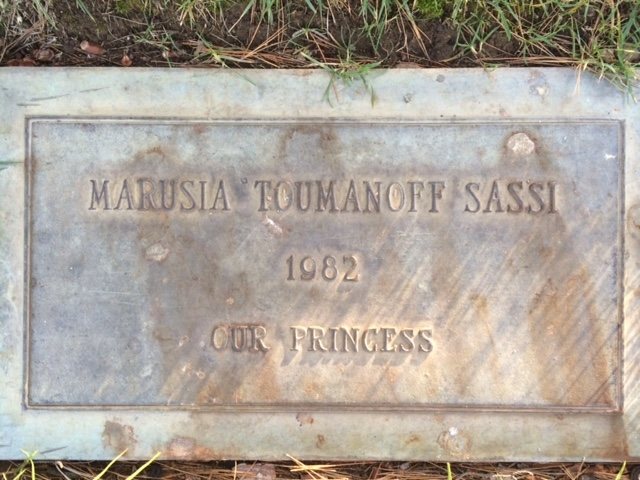 MARUSIA TOUMANOFF SASSI
1982
OUR PRINCESS